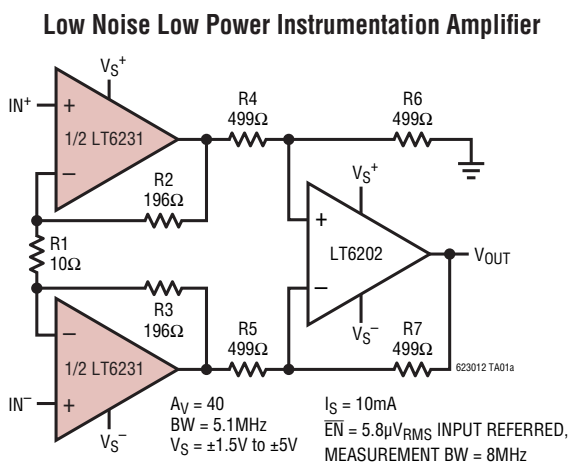 Low Noise Low Power Instrumentation Amplifier
VS+
IN+
+
1/2 LT6231
–
R4
499Ω
R6
499Ω
R2
196Ω
VS+
R1
10Ω
+
LT6202
–
VOUT
R3
196Ω
–
1/2 LT6231
+
IN–
VS–
R5
499Ω
VS–
R7
499Ω
623012 TA01a
AV = 40
BW = 5.1MHz
VS = ±1.5V to ±5V
IS = 10mA
EN = 5.8µVRMS INPUT REFERRED,
MEASUREMENT BW = 8MHz